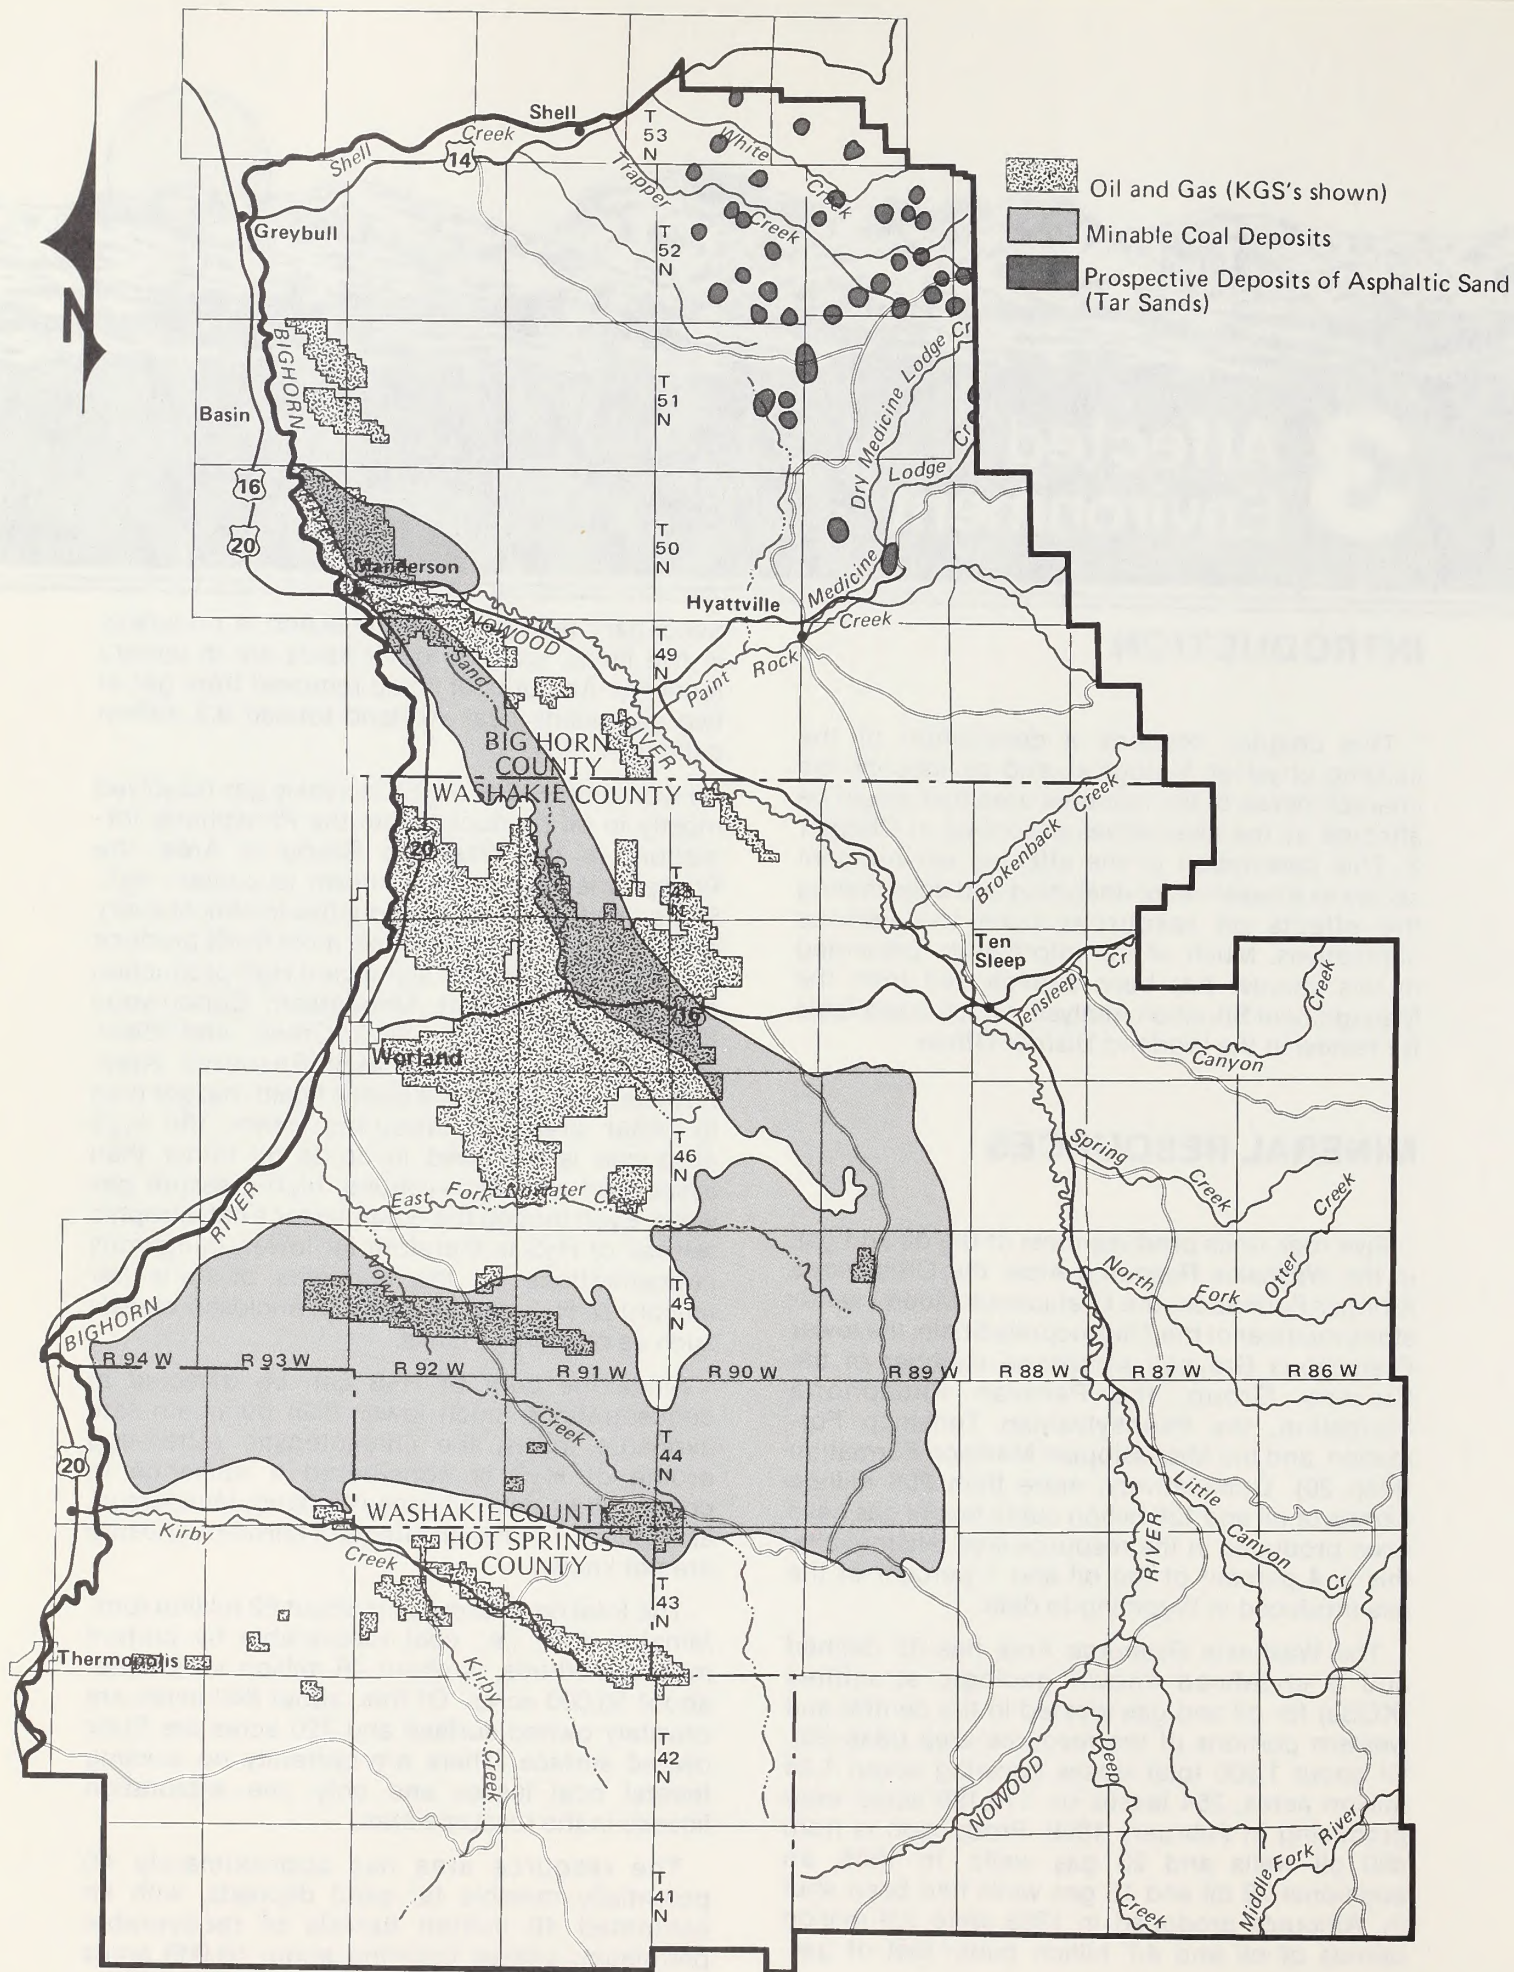 Shell
T
53
N
White
Creek
Shell
Creek
14
Trapper
Creek
Oil and Gas (KGS's shown)
Minable Coal Deposits
Prospective Deposits of Asphaltic Sand
(Tar Sands)
Greybull
T
52
N
N
BIGHORN
Basin
T
51
N
Dry Medicine Lodge Cr
Lodge
Cr
16
20
RIVER
T
50
N
Manderson
Medicine
Hyattville
Creek
NOWOOD
T
49
N
Sand
Paint Rock
RIVER
BIG HORN
COUNTY
WASHAKIE COUNTY
20
Creek
Brokenback
T
48
N
Ten
Sleep
Cr
Tensleep
Creek
16
Canyon
Worland
T
46
N
Spring
Creek
Creek
East Fork Nowater Creek
RIVER
North
Fork
Otter
T
45
N
BIGHORN
R 94 W
R 93 W
R 92 W
R 91 W
R 90 W
R 89 W
R 88 W
R 87 W
R 86 W
Creek
T
44
N
20
Little
Canyon
Cr
WASHAKIE COUNTY
HOT SPRINGS
COUNTY
Kirby
Creek
RIVER
T
43
N
Thermopolis
Kirby
Creek
T
42
N
Deep
Creek
NOWOOD
Middle Fork River
T
41
N